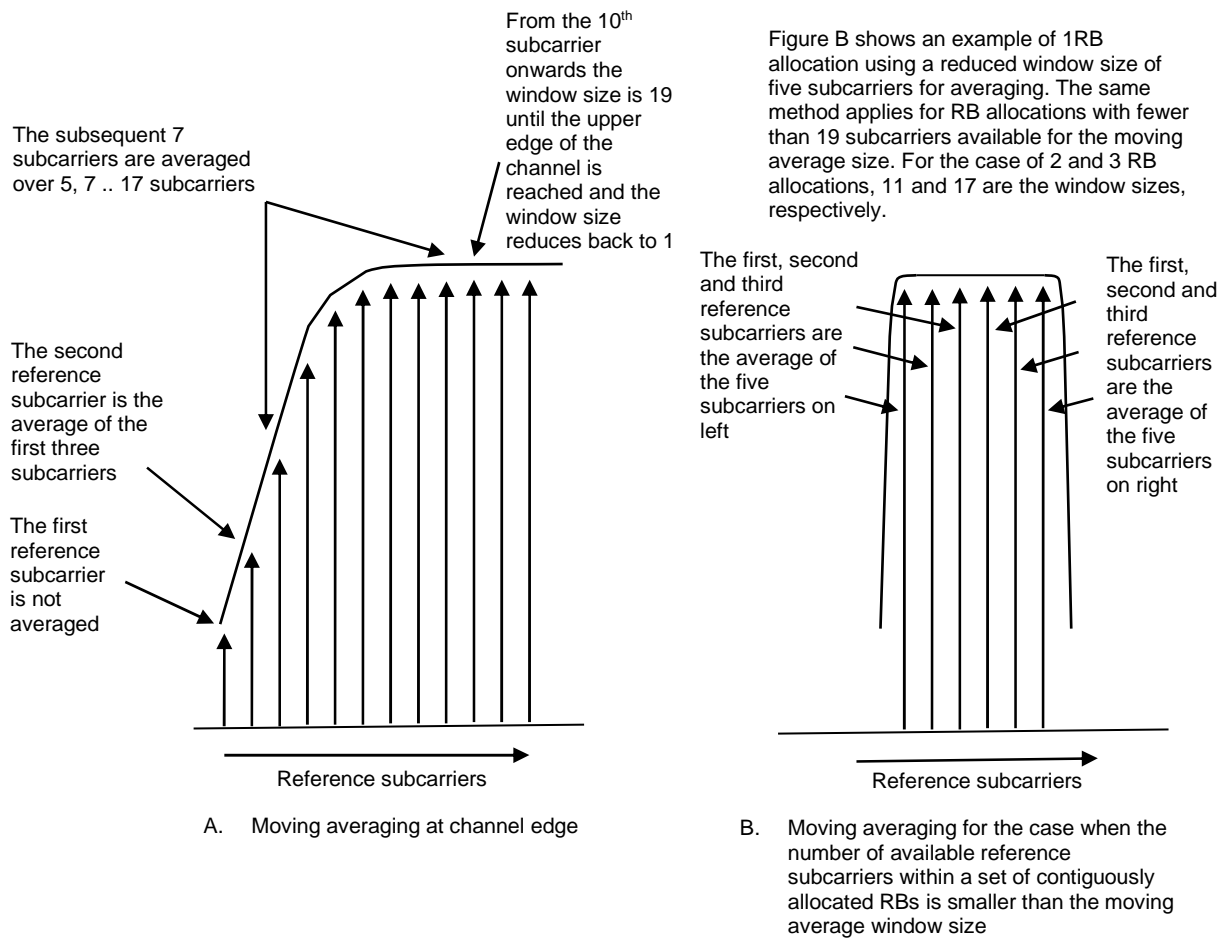 From the 10th
subcarrier
onwards the
window size is 19
until the upper
edge of the
channel is
reached and the
window size
reduces back to 1
The subsequent 7
subcarriers are averaged
over 5, 7 .. 17 subcarriers
The second
reference
subcarrier is the
average of the
first three
subcarriers
The first
reference
subcarrier
is not
averaged
Reference subcarriers
A. Moving averaging at channel edge
Figure B shows an example of 1RB
allocation using a reduced window size of
five subcarriers for averaging. The same
method applies for RB allocations with fewer
than 19 subcarriers available for the moving
average size. For the case of 2 and 3 RB
allocations, 11 and 17 are the window sizes,
respectively.
The first, second
and third
reference
subcarriers are
the average of
the five
subcarriers on
left
The first,
second and
third
reference
subcarriers
are the
average of
the five
subcarriers
on right
Reference subcarriers
B. Moving averaging for the case when the
number of available reference
subcarriers within a set of contiguously
allocated RBs is smaller than the moving
average window size